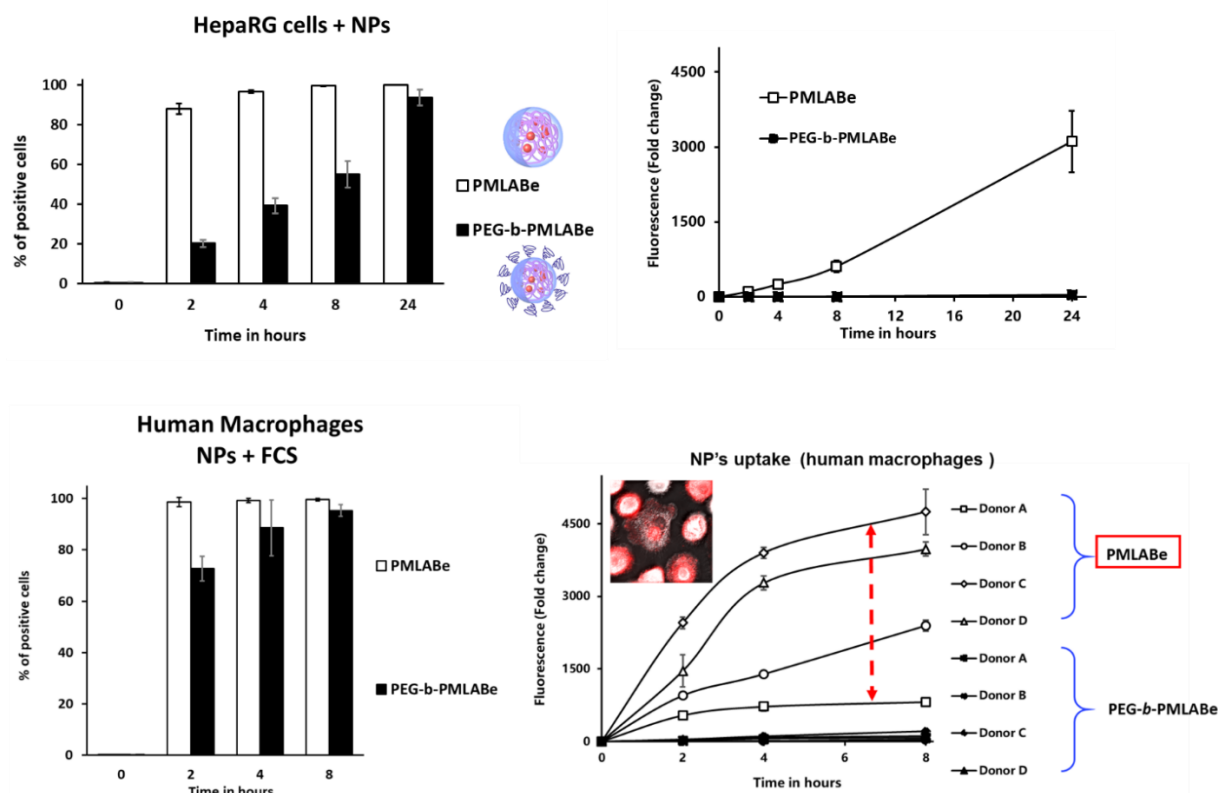 HepaRG cells + NPs
% of positive cells
100
80
60
40
20
0
0 2 4 8 24
Time in hours
PMLABe
PEG-b-PMLABe
Fluorescence (Fold change)
4500
3000
1500
0
0 4 8 12 16 20 24
Time in hours
PMLABe
PEG-b-PMLABe
Human Macrophages
NPs + FCS
% of positive cells
100
80
60
40
20
0
0 2 4 8
Time in hours
PMLABe
PEG-b-PMLABe
NP's uptake (human macrophages )
Fluorescence (Fold change)
4500
3000
1500
0
0 2 4 6 8
Time in hours
Donor A
Donor B
Donor C
Donor D
PMLABe
Donor A
Donor B
Donor C
Donor D
PEG-b-PMLABe